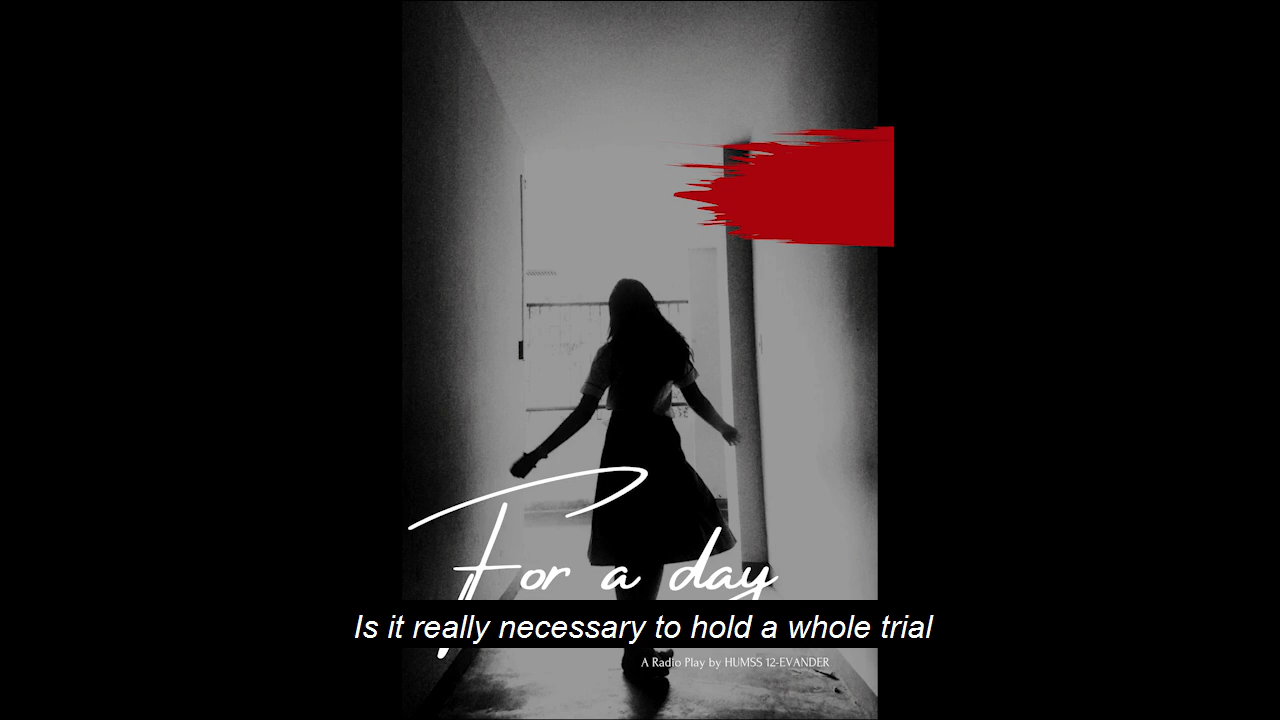 For a day
Is it really necessary to hold a whole trial
A Radio Play by HUMSS 12-EVANDER